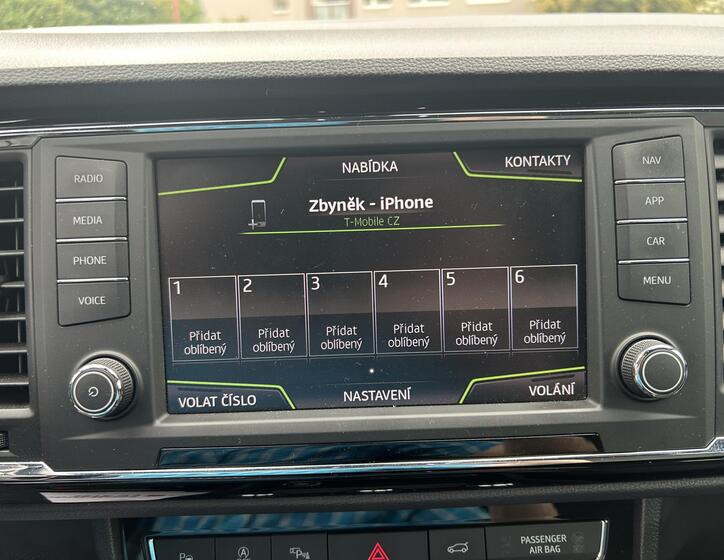 NABÍDKA
KONTAKTY
Zbyněk - iPhone
T-Mobile CZ
1 2 3 4 5 6
Přidat oblíbený
Přidat oblíbený
Přidat oblíbený
Přidat oblíbený
Přidat oblíbený
Přidat oblíbený
VOLAT ČÍSLO
NASTAVENÍ
VOLÁNÍ
RADIO
MEDIA
PHONE
VOICE
NAV
APP
CAR
MENU
PASSENGER
AIR BAG